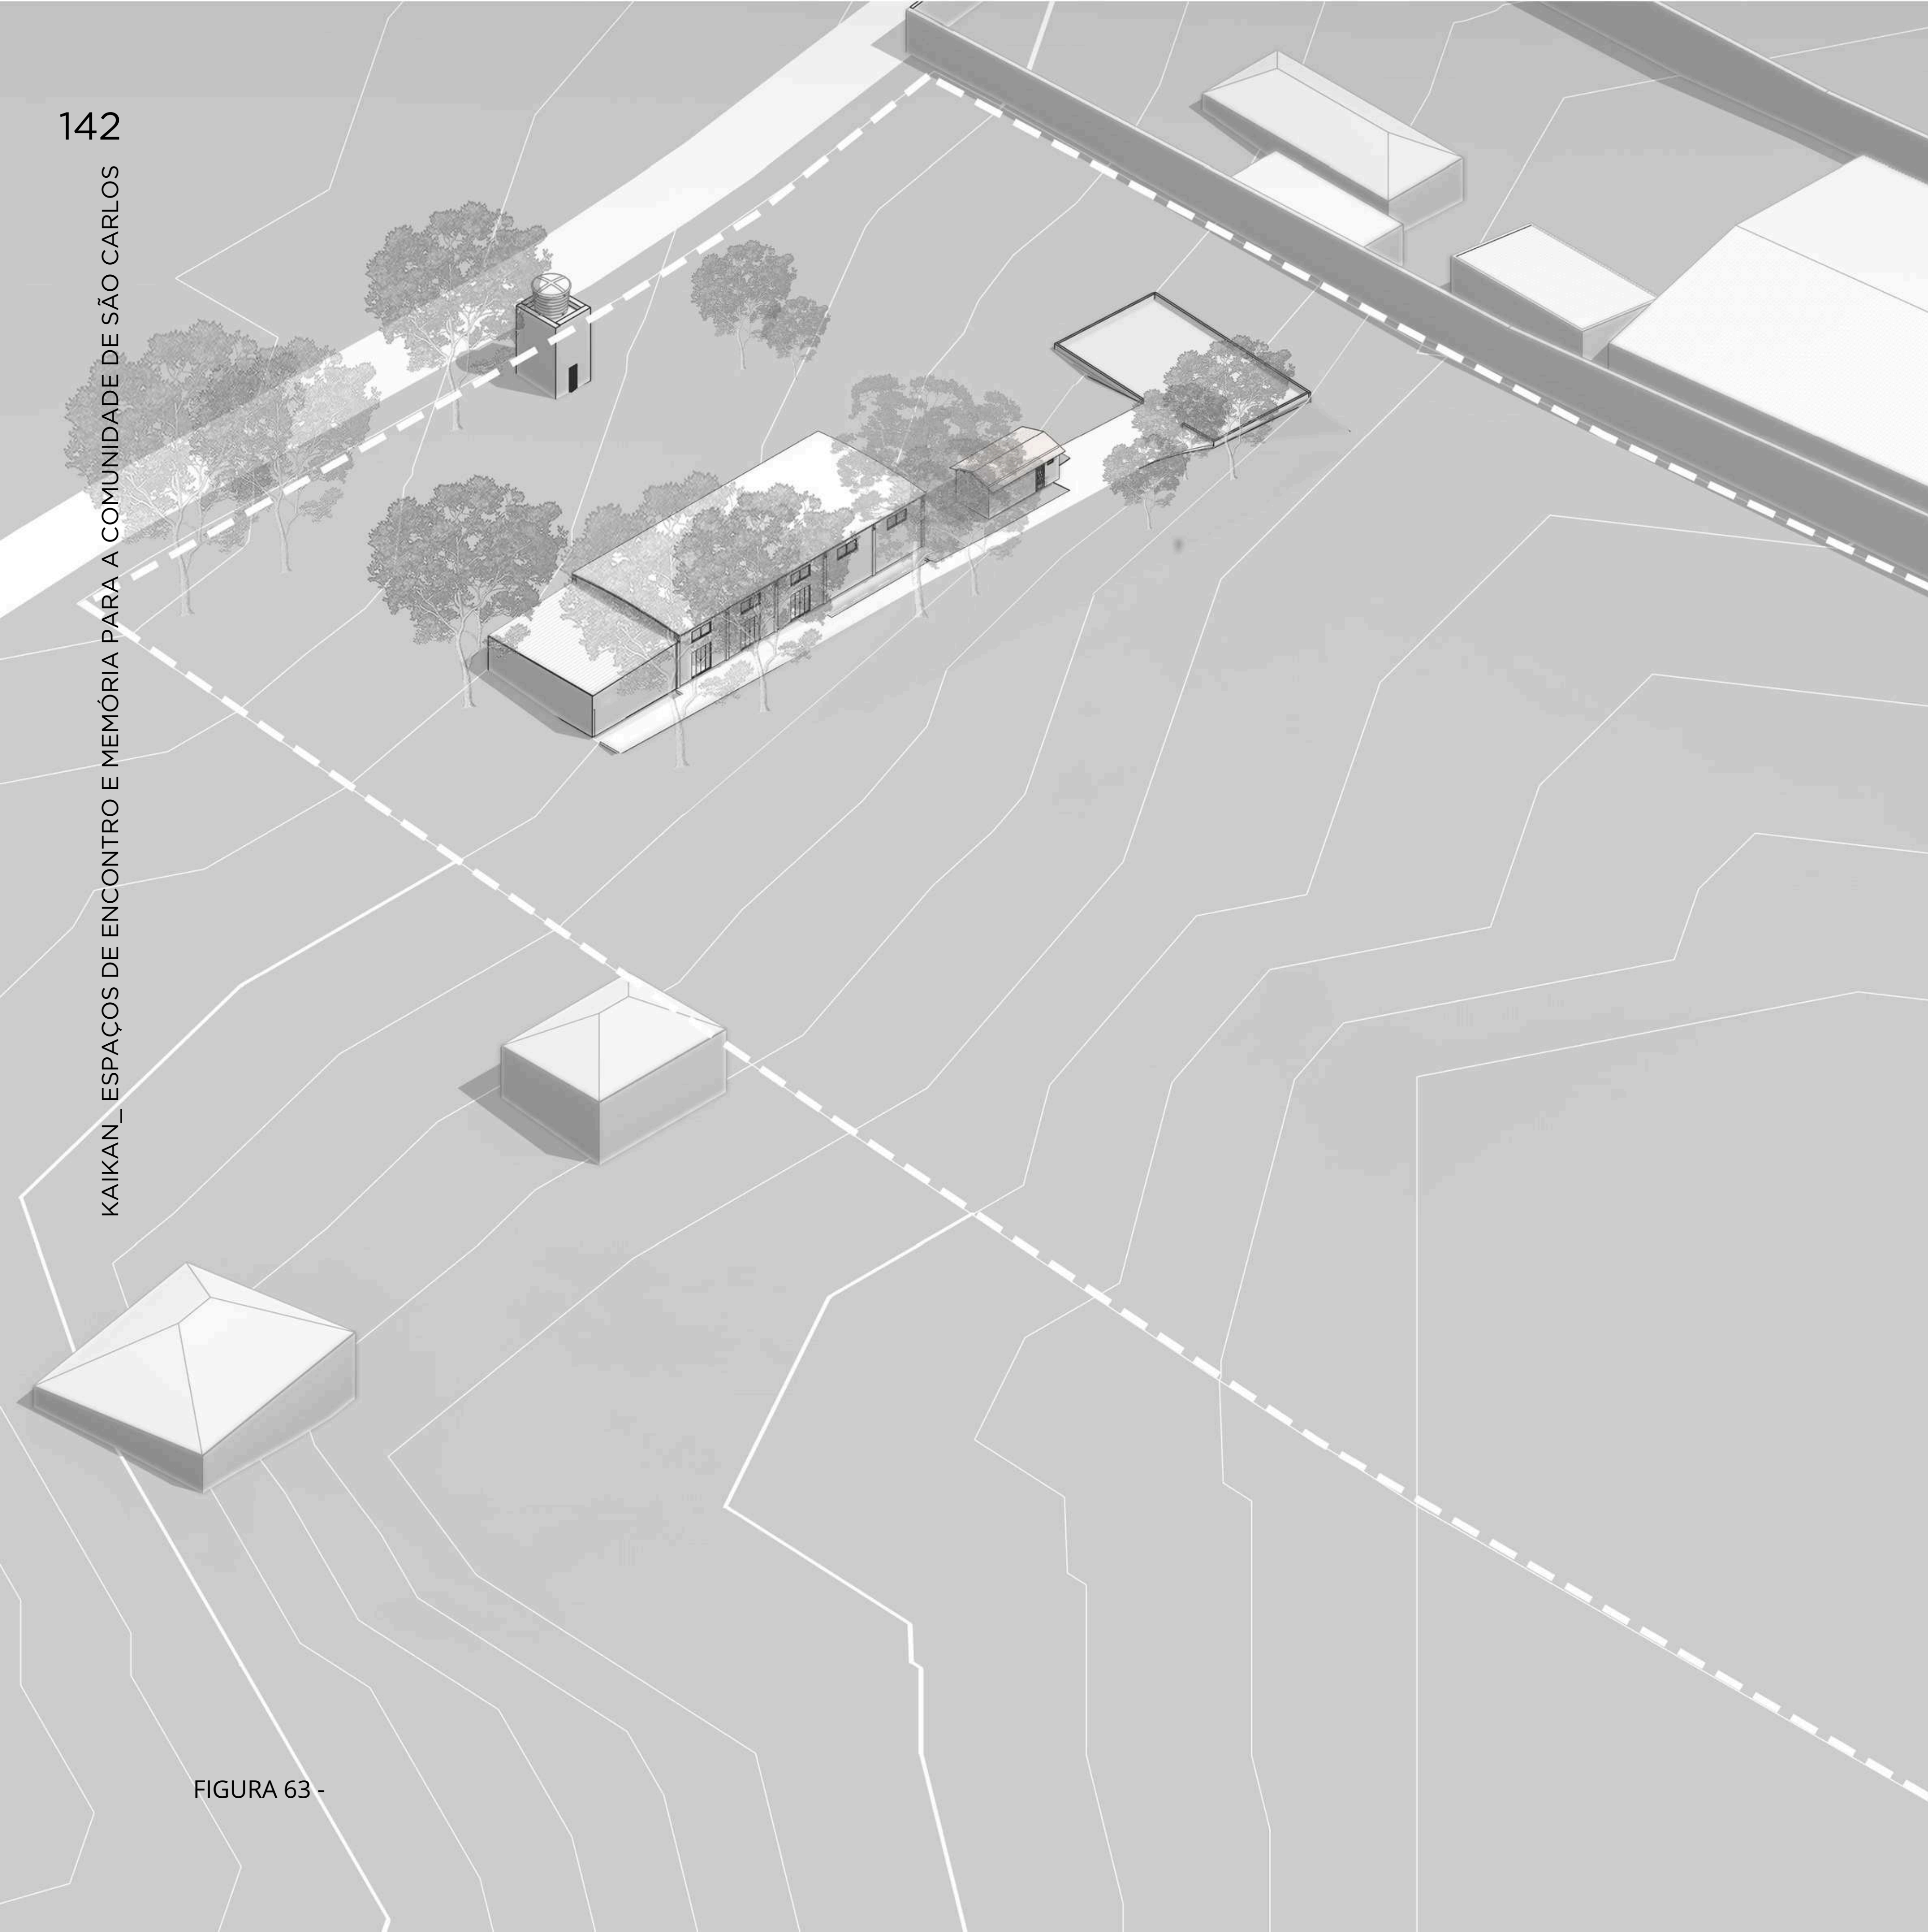 142
KAIKAN_ ESPAÇOS DE ENCONTRO E MEMÓRIA PARA A COMUNIDADE DE SÃO CARLOS
FIGURA 63 -